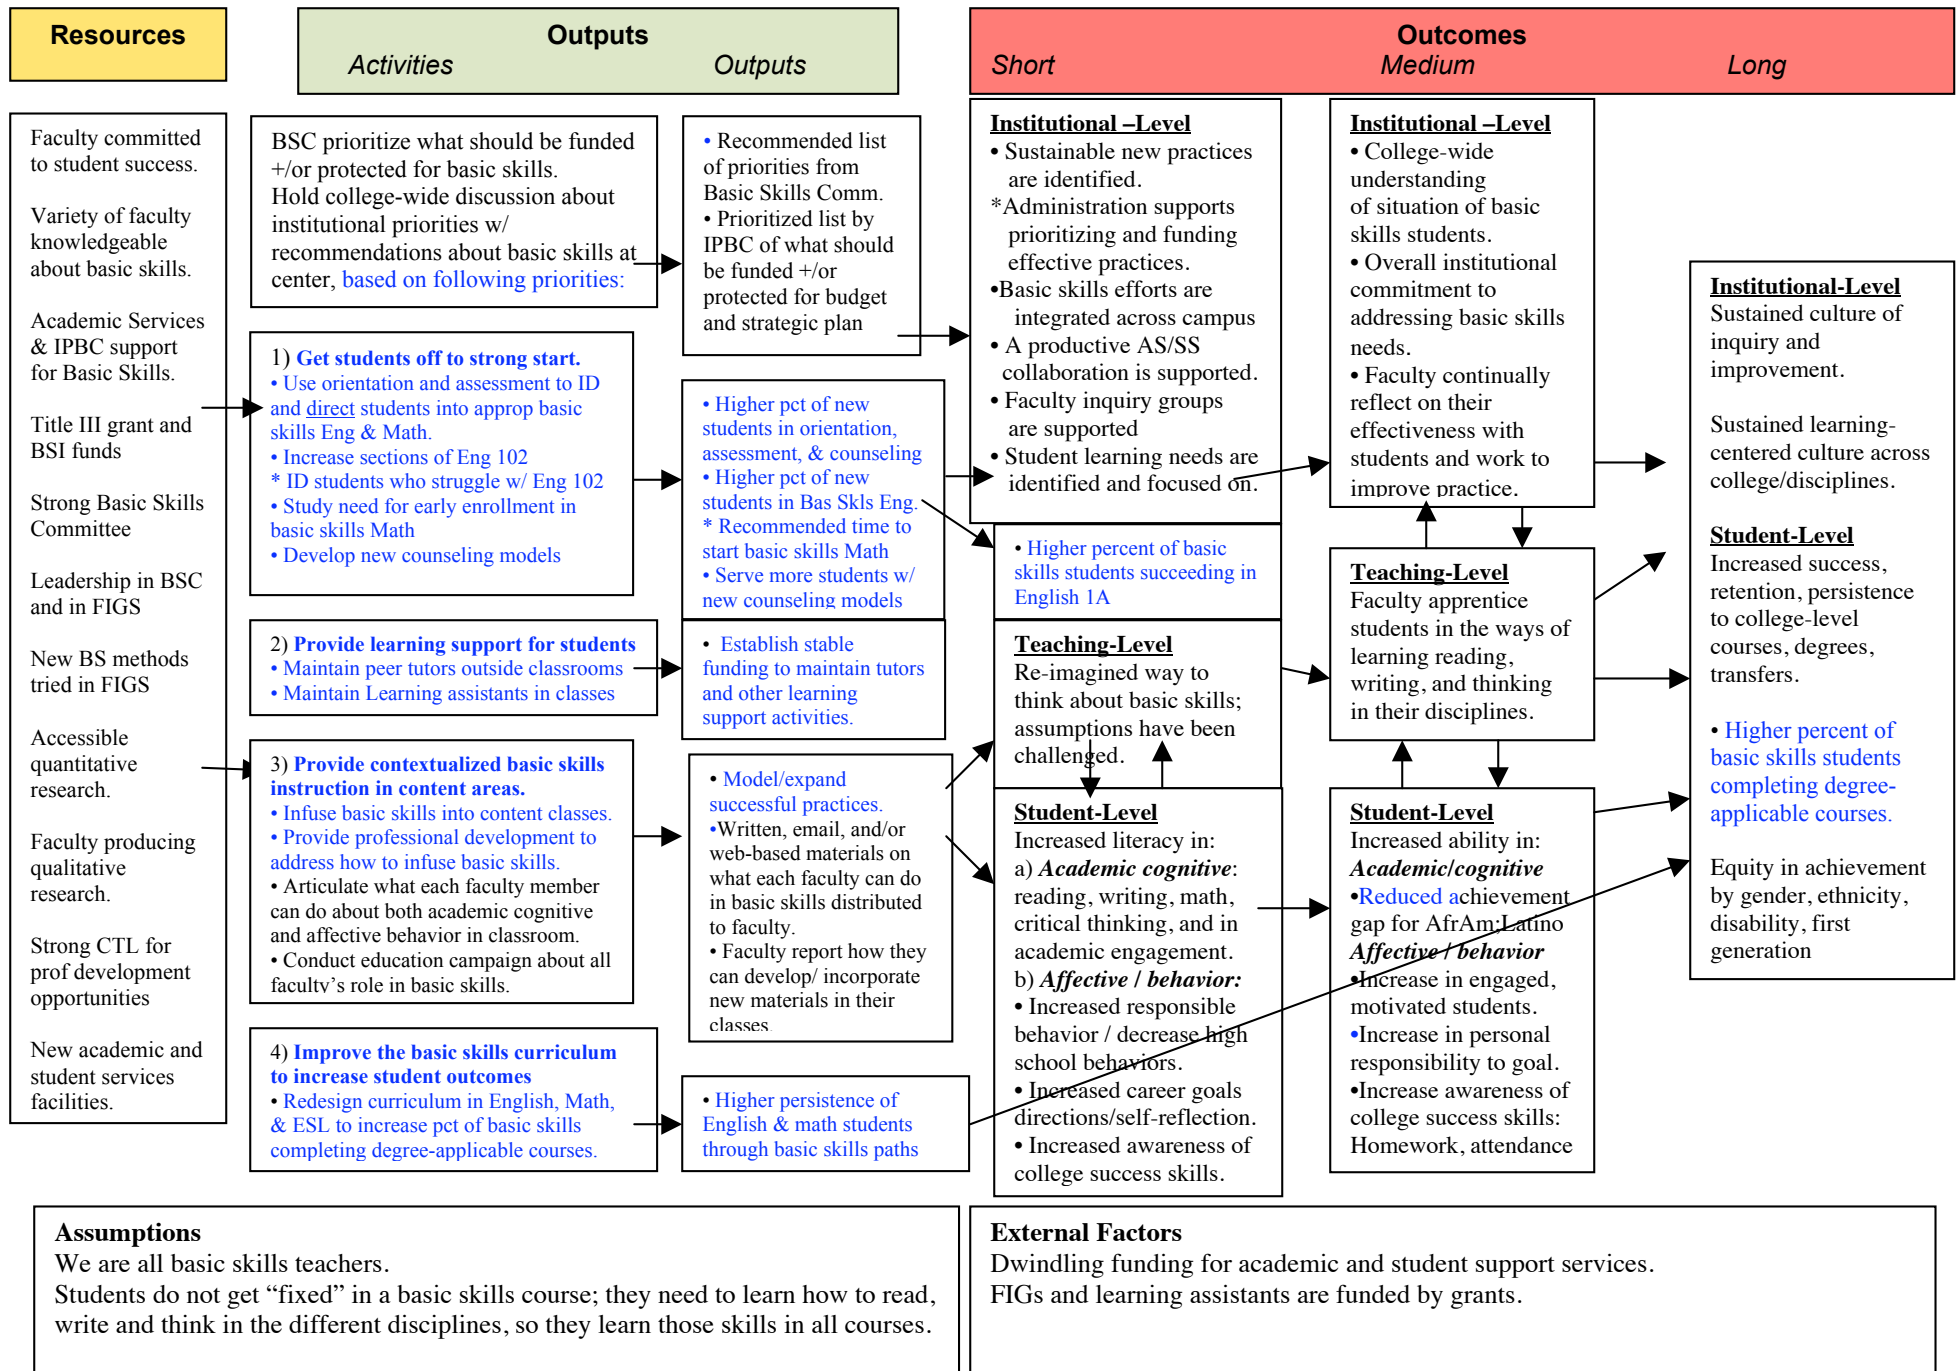 Resources
Outputs
Activities
Outputs
Outcomes
Short
Medium
Long
Faculty committed
to student success.
Variety of faculty
knowledgeable
about basic skills.
Academic Services
& IPBC support
for Basic Skills.
Title III grant and
BSI funds
Strong Basic Skills
Committee
Leadership in BSC
and in FIGS
New BS methods
tried in FIGS
Accessible
quantitative
research.
Faculty producing
qualitative
research.
Strong CTL for
prof development
opportunities
New academic and
student services
facilities.
BSC prioritize what should be funded
+/or protected for basic skills.
Hold college-wide discussion about
institutional priorities w/
recommendations about basic skills at
center, based on following priorities:
1) Get students off to strong start.
• Use orientation and assessment to ID
and direct students into approp basic
skills Eng & Math.
• Increase sections of Eng 102
* ID students who struggle w/ Eng 102
• Study need for early enrollment in
basic skills Math
• Develop new counseling models
2) Provide learning support for students
• Maintain peer tutors outside classrooms
• Maintain Learning assistants in classes
3) Provide contextualized basic skills
instruction in content areas.
• Infuse basic skills into content classes.
• Provide professional development to
address how to infuse basic skills.
• Articulate what each faculty member
can do about both academic cognitive
and affective behavior in classroom.
• Conduct education campaign about all
faculty's role in basic skills.
4) Improve the basic skills curriculum
to increase student outcomes
• Redesign curriculum in English, Math,
& ESL to increase pct of basic skills
completing degree-applicable courses.
• Recommended list
of priorities from
Basic Skills Comm.
• Prioritized list by
IPBC of what should
be funded +/or
protected for budget
and strategic plan
• Higher pct of new
students in orientation,
assessment, & counseling
• Higher pct of new
students in Bas Skls Eng.
* Recommended time to
start basic skills Math
• Serve more students w/
new counseling models
• Establish stable
funding to maintain tutors
and other learning
support activities.
• Model/expand
successful practices.
•Written, email, and/or
web-based materials on
what each faculty can do
in basic skills distributed
to faculty.
• Faculty report how they
can develop/ incorporate
new materials in their
classes.
• Higher persistence of
English & math students
through basic skills paths
Institutional –Level
• Sustainable new practices
are identified.
*Administration supports
prioritizing and funding
effective practices.
•Basic skills efforts are
integrated across campus
• A productive AS/SS
collaboration is supported.
• Faculty inquiry groups
are supported
• Student learning needs are
identified and focused on.
• Higher percent of basic
skills students succeeding in
English 1A
Teaching-Level
Re-imagined way to
think about basic skills;
assumptions have been
challenged.
Student-Level
Increased literacy in:
a) Academic cognitive:
reading, writing, math,
critical thinking, and in
academic engagement.
b) Affective / behavior:
• Increased responsible
behavior / decrease high
school behaviors.
• Increased career goals
directions/self-reflection.
• Increased awareness of
college success skills.
Institutional –Level
• College-wide
understanding
of situation of basic
skills students.
• Overall institutional
commitment to
addressing basic skills
needs.
• Faculty continually
reflect on their
effectiveness with
students and work to
improve practice.
Teaching-Level
Faculty apprentice
students in the ways of
learning reading,
writing, and thinking
in their disciplines.
Student-Level
Increased ability in:
Academic/cognitive
•Reduced achievement
gap for AfrAm;Latino
Affective / behavior
•Increase in engaged,
motivated students.
•Increase in personal
responsibility to goal.
•Increase awareness of
college success skills:
Homework, attendance
Institutional-Level
Sustained culture of
inquiry and
improvement.
Sustained learning-
centered culture across
college/disciplines.
Student-Level
Increased success,
retention, persistence
to college-level
courses, degrees,
transfers.
• Higher percent of
basic skills students
completing degree-
applicable courses.
Equity in achievement
by gender, ethnicity,
disability, first
generation
Assumptions
We are all basic skills teachers.
Students do not get “fixed” in a basic skills course; they need to learn how to read,
write and think in the different disciplines, so they learn those skills in all courses.
External Factors
Dwindling funding for academic and student support services.
FIGs and learning assistants are funded by grants.